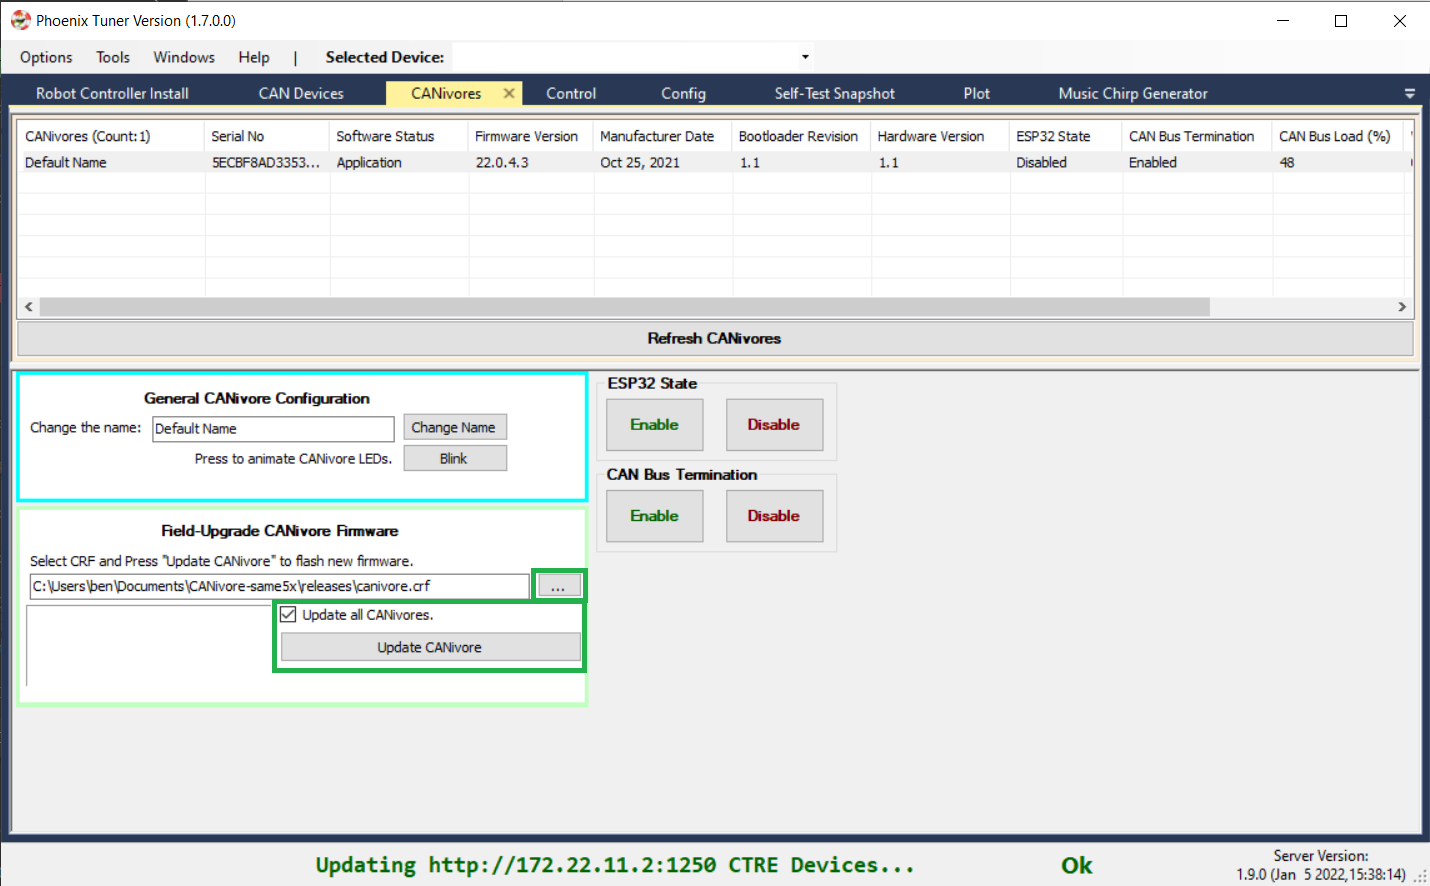 Phoenix Tuner Version (1.7.0.0)
Options Tools Windows Help | Selected Device:
Robot Controller Install CAN Devices CANivores Control Config Self-Test Snapshot Plot Music Chirp Generator
CANivores (Count:1) Serial No Software Status Firmware Version Manufacturer Date Bootloader Revision Hardware Version ESP32 State CAN Bus Termination CAN Bus Load (%)
Default Name 5ECBF8AD3353... Application 22.0.4.3 Oct 25, 2021 1.1 1.1 Disabled Enabled 48
Refresh CANivores
General CANivore Configuration
Change the name: Default Name Change Name
Press to animate CANivore LEDs. Blink
ESP32 State
Enable Disable
CAN Bus Termination
Enable Disable
Field-Upgrade CANivore Firmware
Select CRF and Press "Update CANivore" to flash new firmware.
C:\Users\ben\Documents\CANivore-same5x\releases\canivore.crf ...
Update all CANivores.
Update CANivore
Updating http://172.22.11.2:1250 CTRE Devices... Ok
Server Version:
1.9.0 (Jan 5 2022,15:38:14)